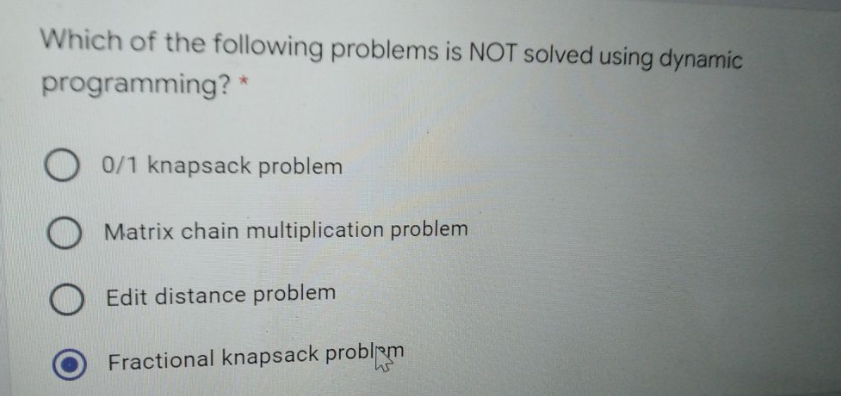 Which of the following problems is NOT solved using dynamic
programming? *
0/1 knapsack problem
Matrix chain multiplication problem
Edit distance problem
Fractional knapsack problem